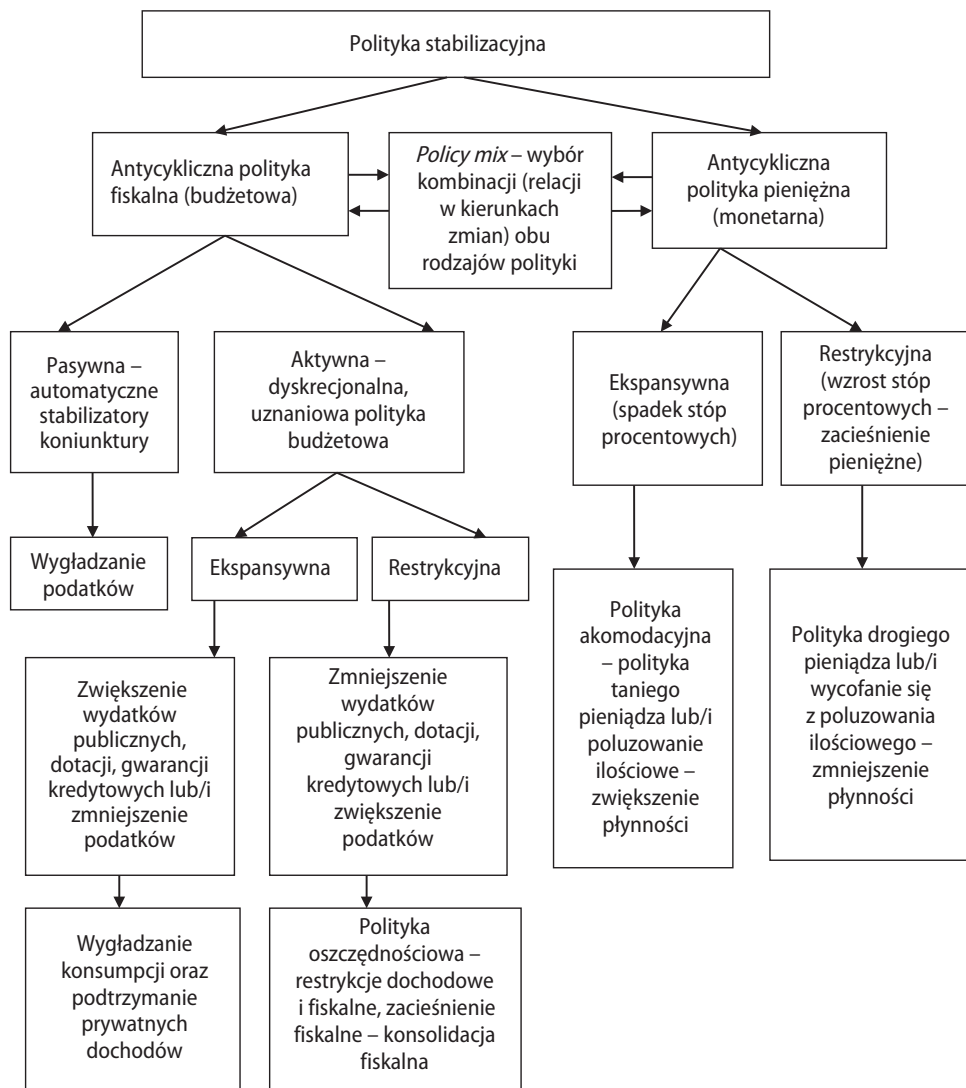 Polityka stabilizacyjna
Antycykliczna polityka
fiskalna (budżetowa)
Policy mix – wybór
kombinacji (relacji
w kierunkach
zmian) obu
rodzajów polityki
Antycykliczna
polityka pieniężna
(monetarna)
Pasywna –
automatyczne
stabilizatory
koniunktury
Aktywna –
dyskrecjonalna,
uznaniowa polityka
budżetowa
Ekspansywna
(spadek stóp
procentowych)
Restrykcyjna
(wzrost stóp
procentowych –
zacieśnienie
pieniężne)
Wygładzanie
podatków
Ekspansywna
Restrykcyjna
Polityka
akomodacyjna
– polityka
taniego
pieniądza lub/i
poluzowanie
ilościowe –
zwiększenie
płynności
Polityka drogiego
pieniądza lub/i
wycofanie się
z poluzowania
ilościowego –
zmniejszenie
płynności
Zwiększenie
wydatków
publicznych,
dotacji, gwarancji
kredytowych lub/i
zmniejszenie
podatków
Zmniejszenie
wydatków
publicznych, dotacji,
gwarancji
kredytowych lub/i
zwiększenie
podatków
Wygładzanie
konsumpcji oraz
podtrzymanie
prywatnych
dochodów
Polityka
oszczędnościowa –
restrykcje dochodowe
i fiskalne, zacieśnienie
fiskalne – konsolidacja
fiskalna